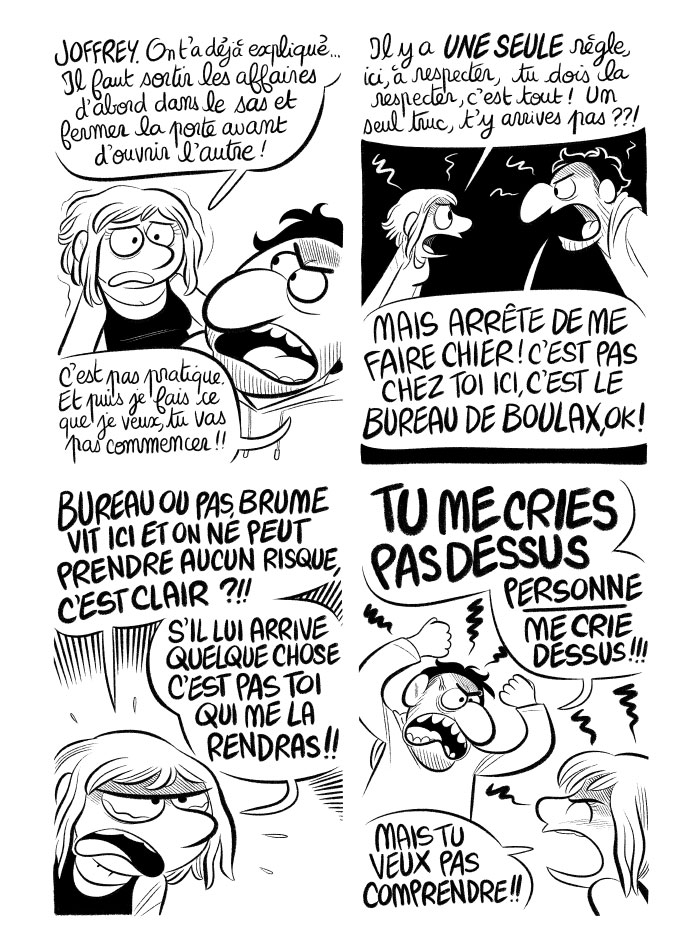 JOFFREY. On t'a déjà expliqué...
Il faut sortir les affaires
d'abord dans le sas et
fermer la porte avant
d'ouvrir l'autre !
C'est pas pratique.
Et puis je fais ce
que je veux, tu vas
pas commencer !!
Il y a UNE SEULE règle,
ici, à respecter, tu dois la
respecter, c'est tout ! Un
seul truc, t'y arrives pas ??!
MAIS ARRÊTE DE ME
FAIRE CHIER ! C'EST PAS
CHEZ TOI ICI, C'EST LE
BUREAU DE BOULAX, OK !
BUREAU OU PAS, BRUME
VIT ICI ET ON NE PEUT
PRENDRE AUCUN RISQUE,
C'EST CLAIR ?!!
S'IL LUI ARRIVE
QUELQUE CHOSE
C'EST PAS TOI
QUI ME LA
RENDRAS !!
TU ME CRIES
PAS DESSUS
PERSONNE
ME CRIE
DESSUS !!!
MAIS TU
VEUX PAS
COMPRENDRE !!